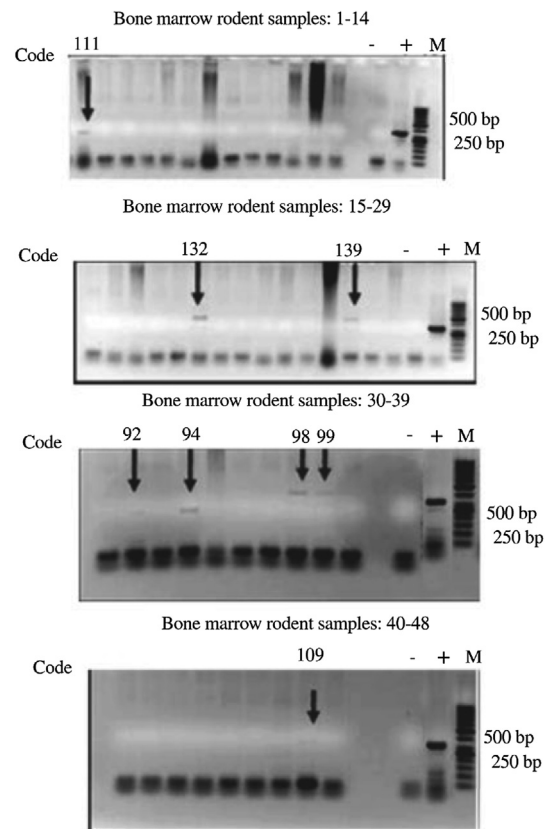 Bone marrow rodent samples: 1-14
Code 111 - + M
500 bp
250 bp
Bone marrow rodent samples: 15-29
Code 132 139 - + M
500 bp
250 bp
Bone marrow rodent samples: 30-39
Code 92 94 98 99 - + M
500 bp
250 bp
Bone marrow rodent samples: 40-48
Code 109 - + M
500 bp
250 bp